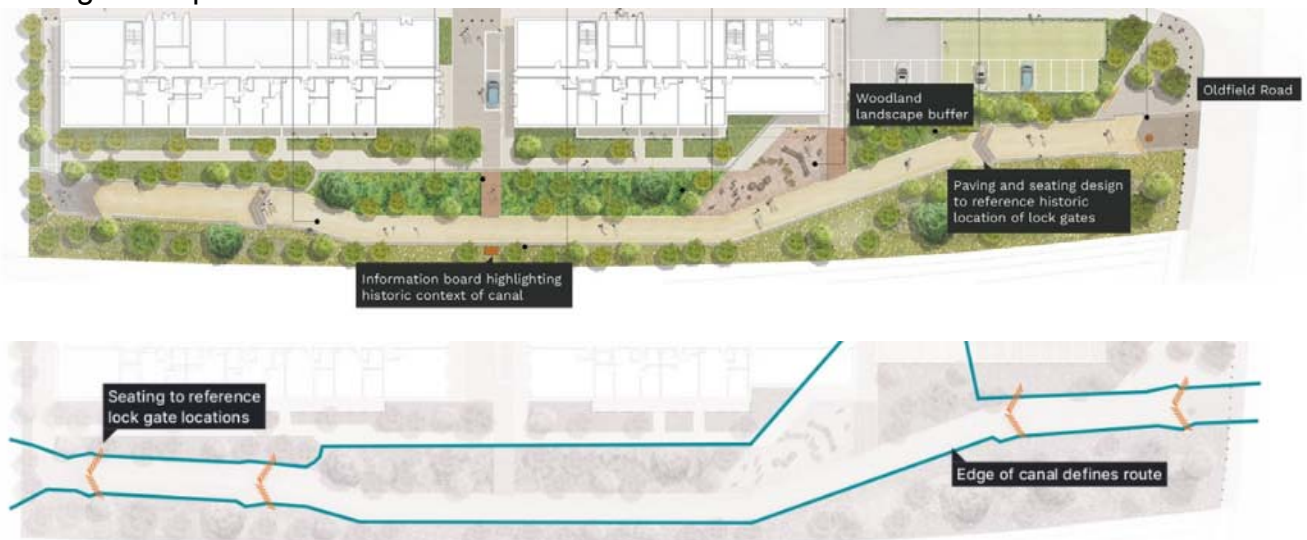 Woodland
landscape buffer
Oldfield Road
Paving and seating design
to reference historic
location of lock gates
Information board highlighting
historic context of canal
Seating to reference
lock gate locations
Edge of canal defines route